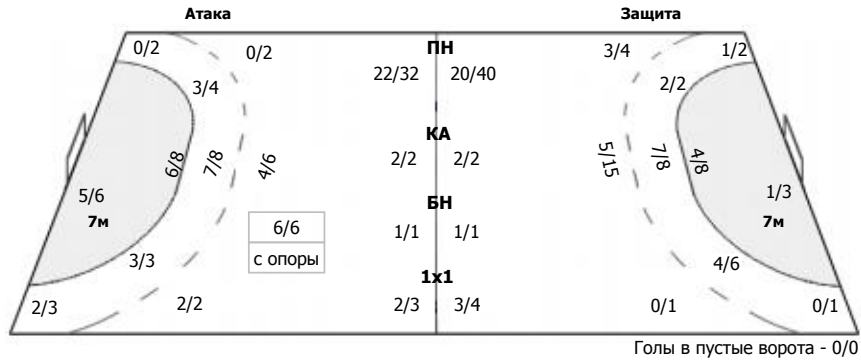 Атака
Защита
0/2
0/2
ПН
3/4
1/2
22/32
20/40
3/4
2/2
КА
2/2
2/2
6/8
7/8
4/6
5/15
7/8
4/8
5/6
7м
1/3
7м
БН
6/6
1/1
1/1
с опоры
3/3
4/6
1x1
2/3
2/2
2/3
3/4
0/1
0/1
Голы в пустые ворота - 0/0